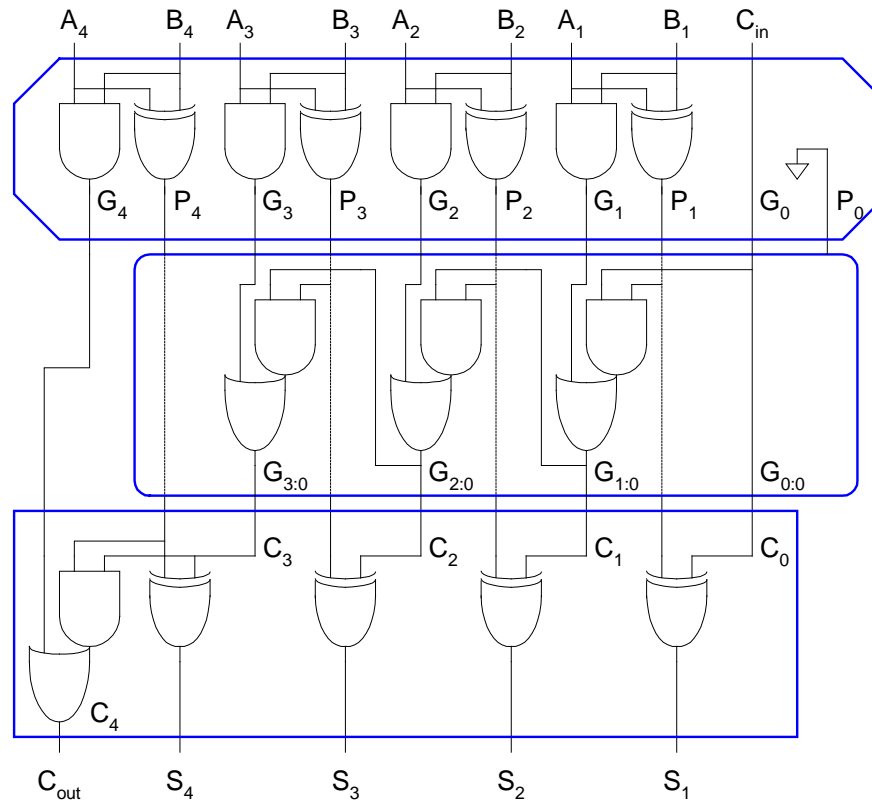 A4 B4 A3 B3 A2 B2 A1 B1 Cin
G4 P4 G3 P3 G2 P2 G1 P1 G0 P0
G3:0 G2:0 G1:0 G0:0
C3 C2 C1 C0
C4
Cout S4 S3 S2 S1